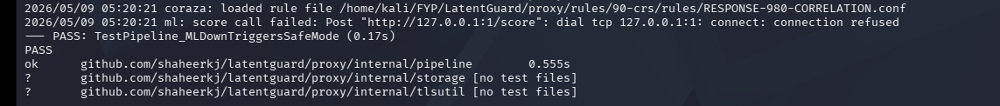 2026/05/09 05:20:21 coraza: loaded rule file /home/kali/FYP/LatentGuard/proxy/rules/90-crs/rules/RESPONSE-980-CORRELATION.conf
2026/05/09 05:20:21 ml: score call failed: Post "http://127.0.0.1:1/score": dial tcp 127.0.0.1:1: connect: connection refused
--- PASS: TestPipeline_MLDownTriggersSafeMode (0.17s)
PASS
ok      github.com/shaheerkj/latentguard/proxy/internal/pipeline        0.555s
?       github.com/shaheerkj/latentguard/proxy/internal/storage [no test files]
?       github.com/shaheerkj/latentguard/proxy/internal/tlsutil [no test files]